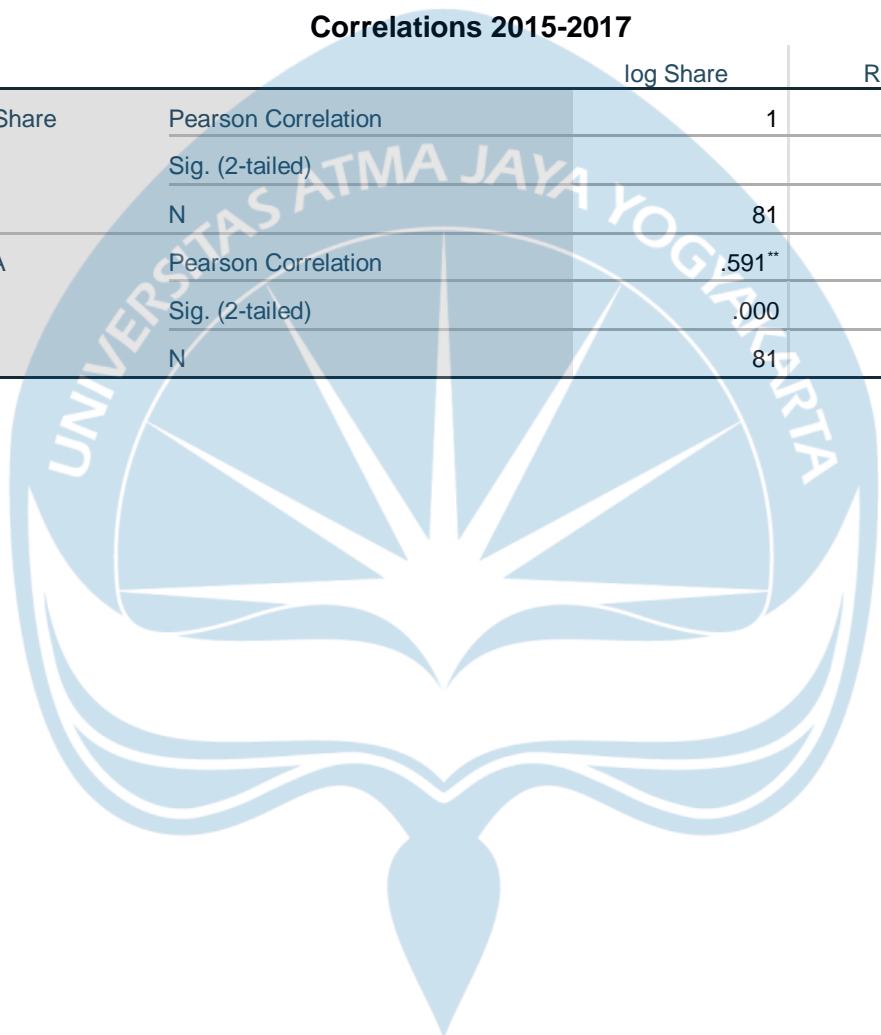 Correlations 2015-2017
log Share R
Share Pearson Correlation 1
Sig. (2-tailed)
N 81
A Pearson Correlation .591**
Sig. (2-tailed) .000
N 81
UNIVERSITAS ATMA JAYA YOGYAKARTA